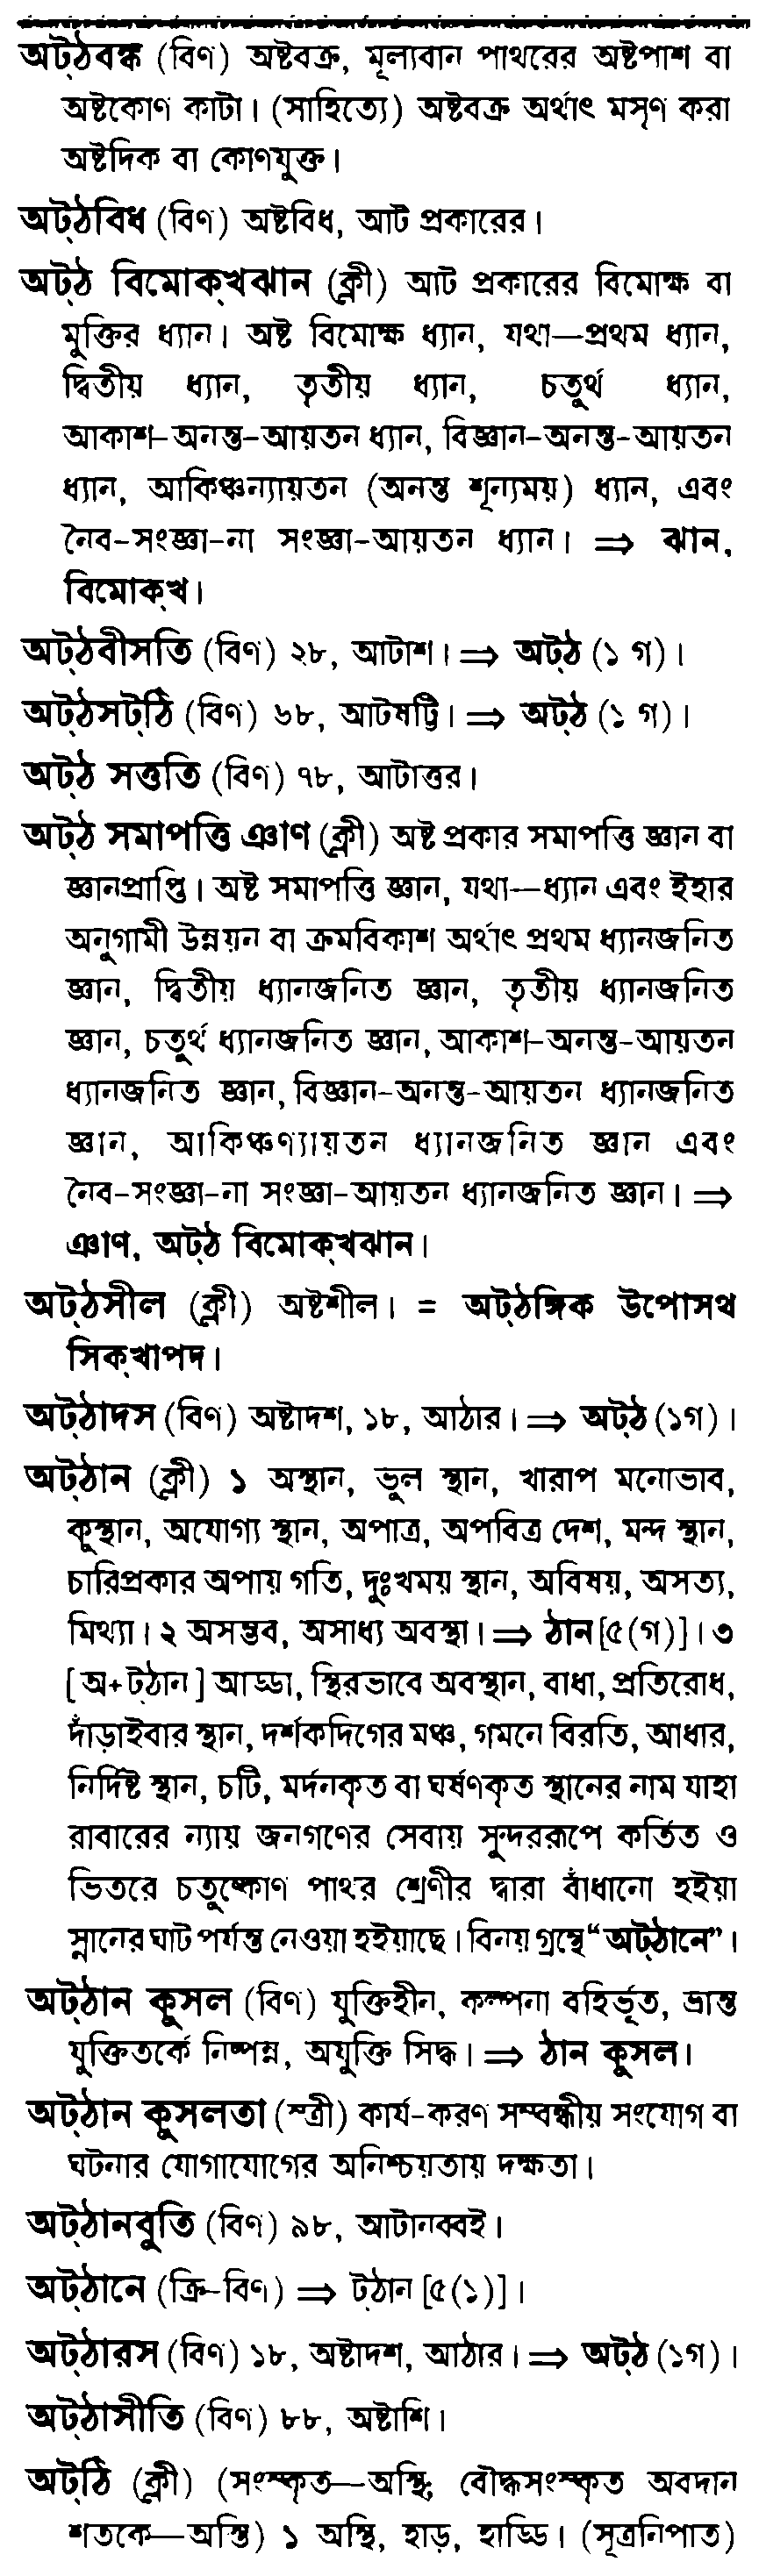 অট্‌ঠবঙ্ক (বিণ) অষ্টবক্র, মূল্যবান পাথরের অষ্টপাশ বা
অষ্টকোণ কাটা। (সাহিত্যে) অষ্টবক্র অর্থাৎ মসৃণ করা
অষ্টদিক বা কোণযুক্ত।
অট্‌ঠবিধ (বিণ) অষ্টবিধ, আট প্রকারের।
অট্‌ঠ বিমোক্‌খঝান (ক্লী) আট প্রকারের বিমোক্ষ বা
মুক্তির ধ্যান। অষ্ট বিমোক্ষ ধ্যান, যথা—প্রথম ধ্যান,
দ্বিতীয় ধ্যান, তৃতীয় ধ্যান, চতুর্থ ধ্যান,
আকাশ-অনন্ত-আয়তন ধ্যান, বিজ্ঞান-অনন্ত-আয়তন
ধ্যান, আকিঞ্চন্যায়তন (অনন্ত শূন্যময়) ধ্যান, এবং
নৈব-সংজ্ঞা-না সংজ্ঞা-আয়তন ধ্যান। ⇒ ঝান,
বিমোক্‌খ।
অট্‌ঠবীসতি (বিণ) ২৮, আটাশ। ⇒ অট্‌ঠ (১ গ)।
অট্‌ঠসট্‌ঠি (বিণ) ৬৮, আটষট্টি। ⇒ অট্‌ঠ (১ গ)।
অট্‌ঠ সত্ততি (বিণ) ৭৮, আটাত্তর।
অট্‌ঠ সমাপত্তি ঞাণ (ক্লী) অষ্ট প্রকার সমাপত্তি জ্ঞান বা
জ্ঞানপ্রাপ্তি। অষ্ট সমাপত্তি জ্ঞান, যথা—ধ্যান এবং ইহার
অনুগামী উন্নয়ন বা ক্রমবিকাশ অর্থাৎ প্রথম ধ্যানজনিত
জ্ঞান, দ্বিতীয় ধ্যানজনিত জ্ঞান, তৃতীয় ধ্যানজনিত
জ্ঞান, চতুর্থ ধ্যানজনিত জ্ঞান, আকাশ-অনন্ত-আয়তন
ধ্যানজনিত জ্ঞান, বিজ্ঞান-অনন্ত-আয়তন ধ্যানজনিত
জ্ঞান, আকিঞ্চণ্যায়তন ধ্যানজনিত জ্ঞান এবং
নৈব-সংজ্ঞা-না সংজ্ঞা-আয়তন ধ্যানজনিত জ্ঞান। ⇒
ঞাণ, অট্‌ঠ বিমোক্‌খঝান।
অট্‌ঠসীল (ক্লী) অষ্টশীল। = অট্‌ঠঙ্গিক উপোসথ
সিক্‌খাপদ।
অট্‌ঠাদস (বিণ) অষ্টাদশ, ১৮, আঠার। ⇒ অট্‌ঠ (১গ)।
অট্‌ঠান (ক্লী) ১ অস্থান, ভুল স্থান, খারাপ মনোভাব,
কুস্থান, অযোগ্য স্থান, অপাত্র, অপবিত্র দেশ, মন্দ স্থান,
চারিপ্রকার অপায় গতি, দুঃখময় স্থান, অবিষয়, অসত্য,
মিথ্যা। ২ অসম্ভব, অসাধ্য অবস্থা। ⇒ ঠান [৫(গ)]। ৩
[অ+ট্‌ঠান] আড্ডা, স্থিরভাবে অবস্থান, বাধা, প্রতিরোধ,
দাঁড়াইবার স্থান, দর্শকদিগের মঞ্চ, গমনে বিরতি, আধার,
নির্দিষ্ট স্থান, চটি, মর্দনকৃত বা ঘর্ষণকৃত স্থানের নাম যাহা
রাবারের ন্যায় জনগণের সেবায় সুন্দররূপে কর্তিত ও
ভিতরে চতুষ্কোণ পাথর শ্রেণীর দ্বারা বাঁধানো হইয়া
স্নানের ঘাট পর্যন্ত নেওয়া হইয়াছে। বিনয় গ্রন্থে “অট্‌ঠানে”।
অট্‌ঠান কুসল (বিণ) যুক্তিহীন, কল্পনা বহির্ভূত, ভ্রান্ত
যুক্তিতর্কে নিষ্পন্ন, অযুক্তি সিদ্ধ। ⇒ ঠান কুসল।
অট্‌ঠান কুসলতা (স্ত্রী) কার্য-করণ সম্বন্ধীয় সংযোগ বা
ঘটনার যোগাযোগের অনিশ্চয়তায় দক্ষতা।
অট্‌ঠানবুতি (বিণ) ৯৮, আটানব্বই।
অট্‌ঠানে (ক্রি-বিণ) ⇒ ট্‌ঠান [৫(১)]।
অট্‌ঠারস (বিণ) ১৮, অষ্টাদশ, আঠার। ⇒ অট্‌ঠ (১গ)।
অট্‌ঠাসীতি (বিণ) ৮৮, অষ্টাশি।
অট্‌ঠি (ক্লী) (সংস্কৃত—অস্থি, বৌদ্ধসংস্কৃত অবদান
শতকে—অস্তি) ১ অস্থি, হাড়, হাড্ডি। (সূত্রনিপাত)